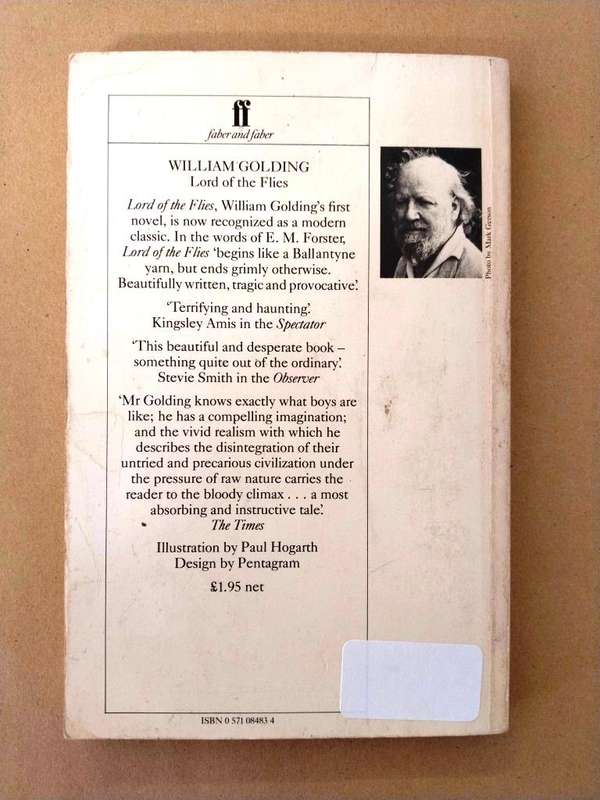 ff
faber and faber
WILLIAM GOLDING
Lord of the Flies
Lord of the Flies, William Golding's first
novel, is now recognized as a modern
classic. In the words of E. M. Forster,
Lord of the Flies ‘begins like a Ballantyne
yarn, but ends grimly otherwise.
Beautifully written, tragic and provocative’.
‘Terrifying and haunting’.
Kingsley Amis in the Spectator
‘This beautiful and desperate book –
something quite out of the ordinary’.
Stevie Smith in the Observer
‘Mr Golding knows exactly what boys are
like; he has a compelling imagination;
and the vivid realism with which he
describes the disintegration of their
untried and precarious civilization under
the pressure of raw nature carries the
reader to the bloody climax . . . a most
absorbing and instructive tale’.
The Times
Illustration by Paul Hogarth
Design by Pentagram
£1.95 net
ISBN 0 571 08483 4
Photo by Mark Gerson